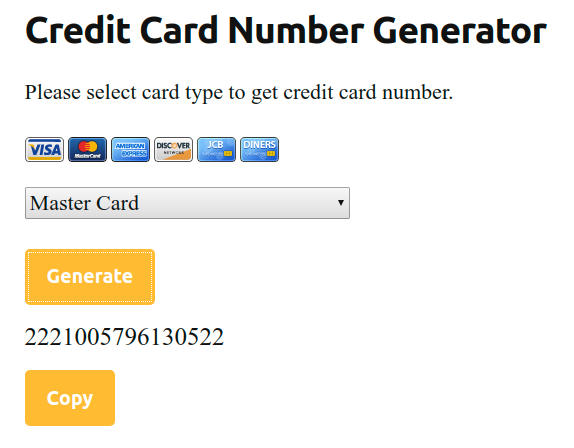 Credit Card Number Generator
Please select card type to get credit card number.
VISA MasterCard AMERICAN EXPRESS DISCOVER NETWORK JCB DINERS
Master Card
Generate
2221005796130522
Copy